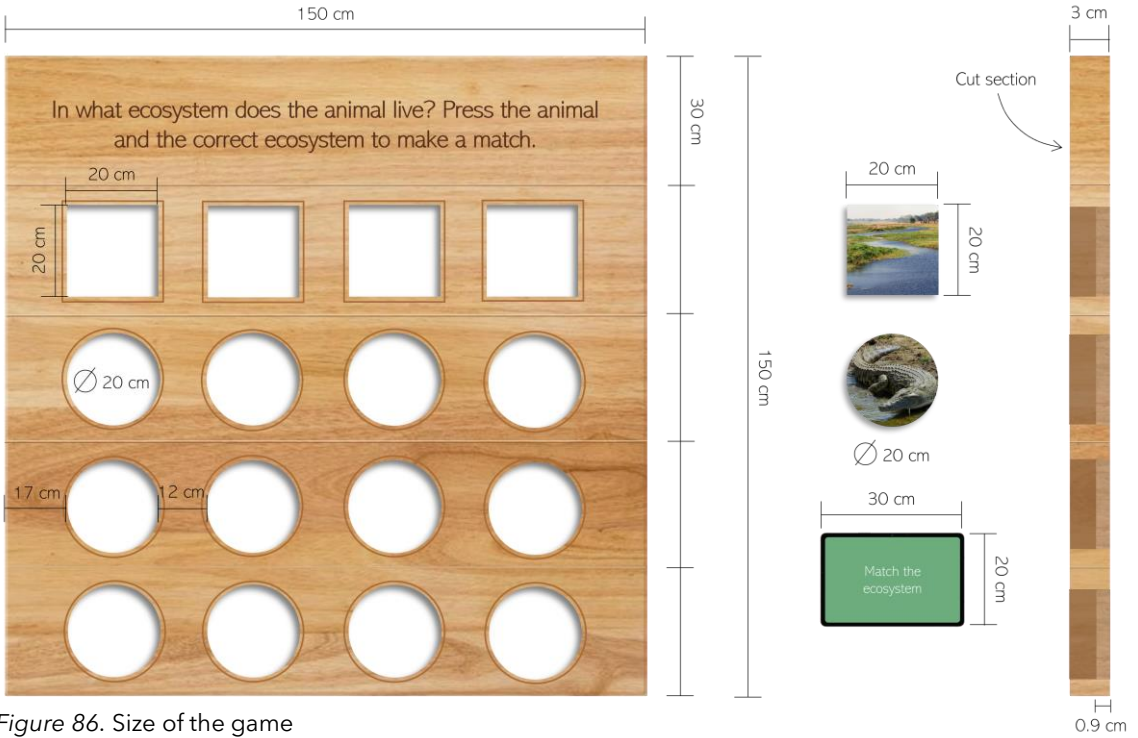 150 cm
3 cm
Cut section
30 cm
In what ecosystem does the animal live? Press the animal
and the correct ecosystem to make a match.
20 cm
20 cm
20 cm
20 cm
Ø 20 cm
150 cm
Ø 20 cm
17 cm
12 cm
30 cm
Match the
ecosystem
20 cm
Figure 86. Size of the game
0.9 cm